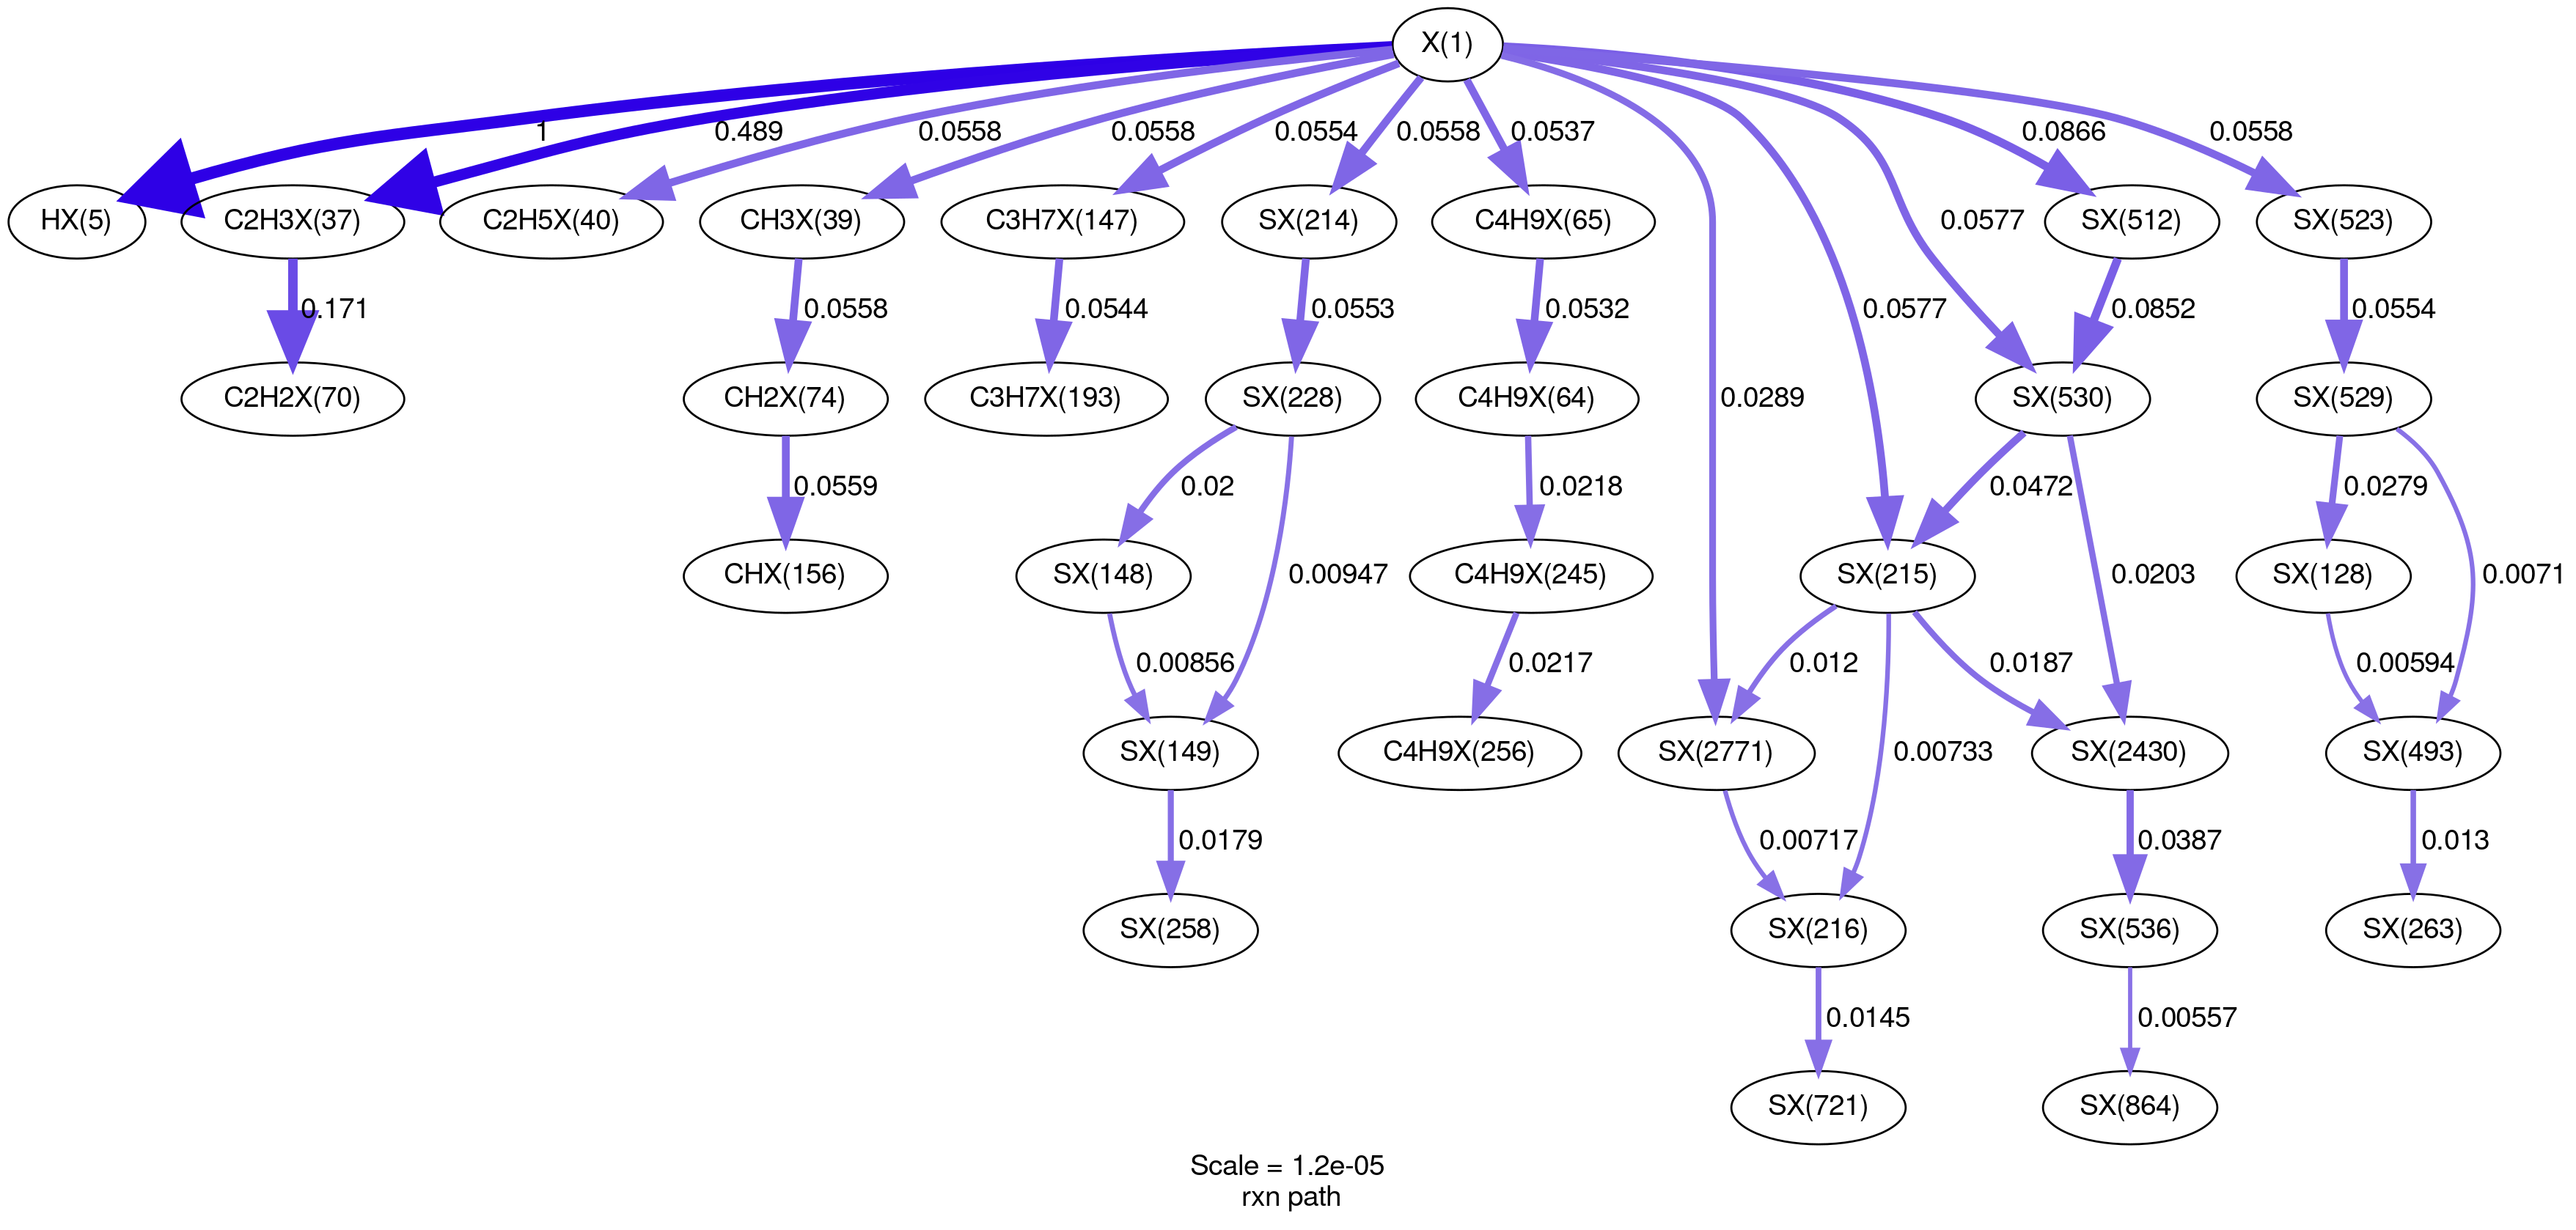 X(1)
1
0.489
0.0558
0.0558
0.0554
0.0558
0.0537
0.0866
0.0558
HX(5)
C2H3X(37)
C2H5X(40)
CH3X(39)
C3H7X(147)
SX(214)
C4H9X(65)
0.0577
SX(512)
SX(523)
0.171
0.0558
0.0544
0.0553
0.0532
0.0577
0.0852
0.0554
C2H2X(70)
CH2X(74)
C3H7X(193)
SX(228)
C4H9X(64)
0.0289
SX(530)
SX(529)
0.0559
0.02
0.0218
0.0472
0.0279
CHX(156)
SX(148)
0.00947
C4H9X(245)
SX(215)
0.0203
SX(128)
0.0071
0.00856
0.0217
0.012
0.0187
0.00594
SX(149)
C4H9X(256)
SX(2771)
0.00733
SX(2430)
SX(493)
0.0179
0.00717
0.0387
0.013
SX(258)
SX(216)
SX(536)
SX(263)
0.0145
0.00557
SX(721)
SX(864)
Scale = 1.2e-05
rxn path